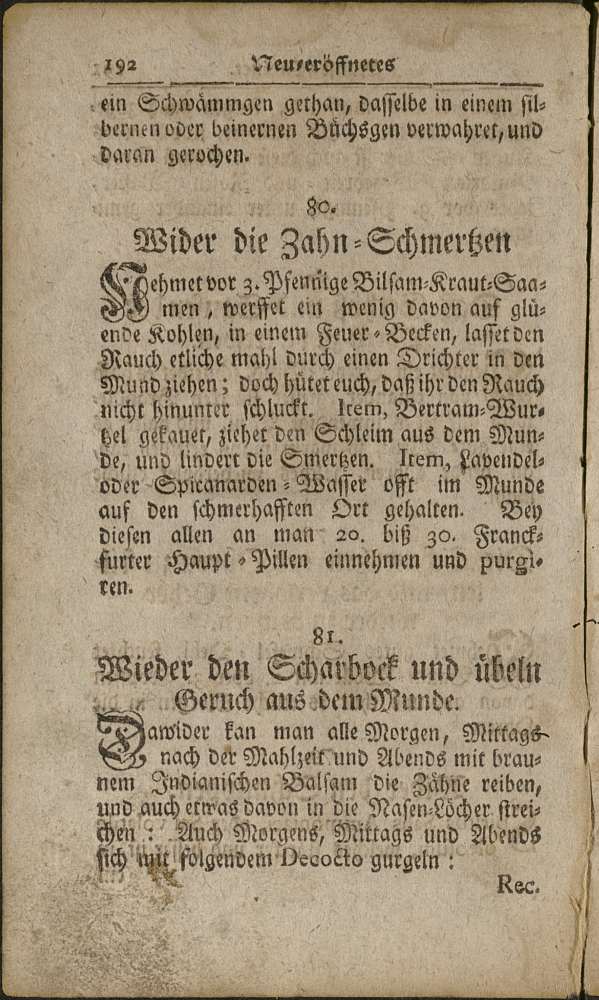 192 Neu-eröffnetes
ein Schwämmgen gethan, dasselbe in einem sil-
bernen oder beinernen Büchsgen verwahret, und
daran gerochen.
80.
Wider die Zahn-Schmertzen
Nehmet vor 3. Pfennige Bilsam-Kraut-Saa-
men, werffet ein wenig davon auf glü-
ende Kohlen, in einem Feuer-Becken, lasset den
Rauch etliche mahl durch einen Drichter in den
Mund ziehen; doch hütet euch, daß ihr den Rauch
nicht hinunter schluckt. Item, Bertram-Wur-
tzel gekauet, ziehet den Schleim aus dem Mun-
de, und lindert die Smertzen. Item, Lavendel-
oder Spicanarden-Wasser offt im Munde
auf den schmerhafften Ort gehalten. Bey
diesen allen an man 20. biß 30. Franck-
furter Haupt-Pillen einnehmen und purgi-
ren.
81.
Wieder den Scharbock und übeln
Geruch aus dem Munde.
Dawider kan man alle Morgen, Mittags
nach der Mahlzeit und Abends mit brau-
nem Indianischen Balsam die Zähne reiben,
und auch etwas davon in die Nasen-Löcher strei-
chen: Auch Morgens, Mittags und Abends
sich mit folgendem Decocto gurgeln:
Rec.